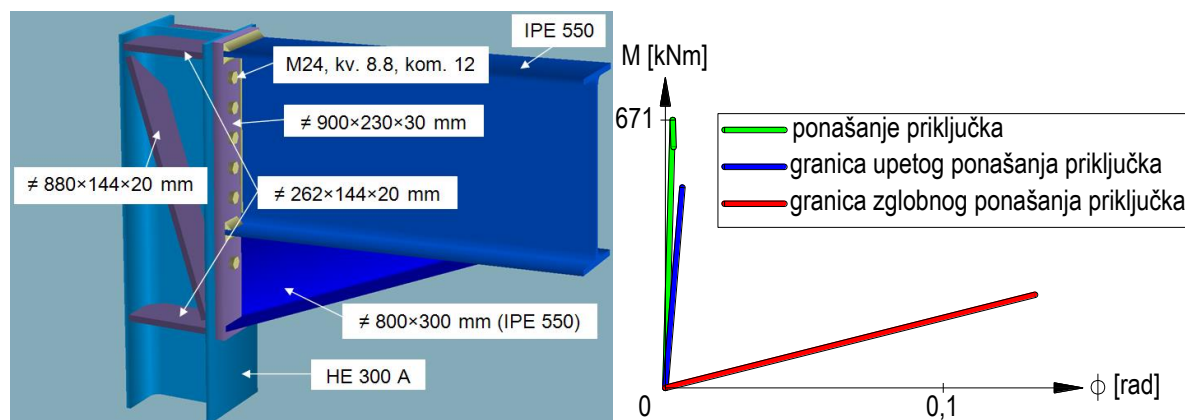 IPE 550
M24, kv. 8.8, kom. 12
≠ 900×230×30 mm
≠ 880×144×20 mm
≠ 262×144×20 mm
≠ 800×300 mm (IPE 550)
HE 300 A
M [kNm]
671
ponašanje priključka
granica upetog ponašanja priključka
granica zglobnog ponašanja priključka
0
0,1
ϕ [rad]